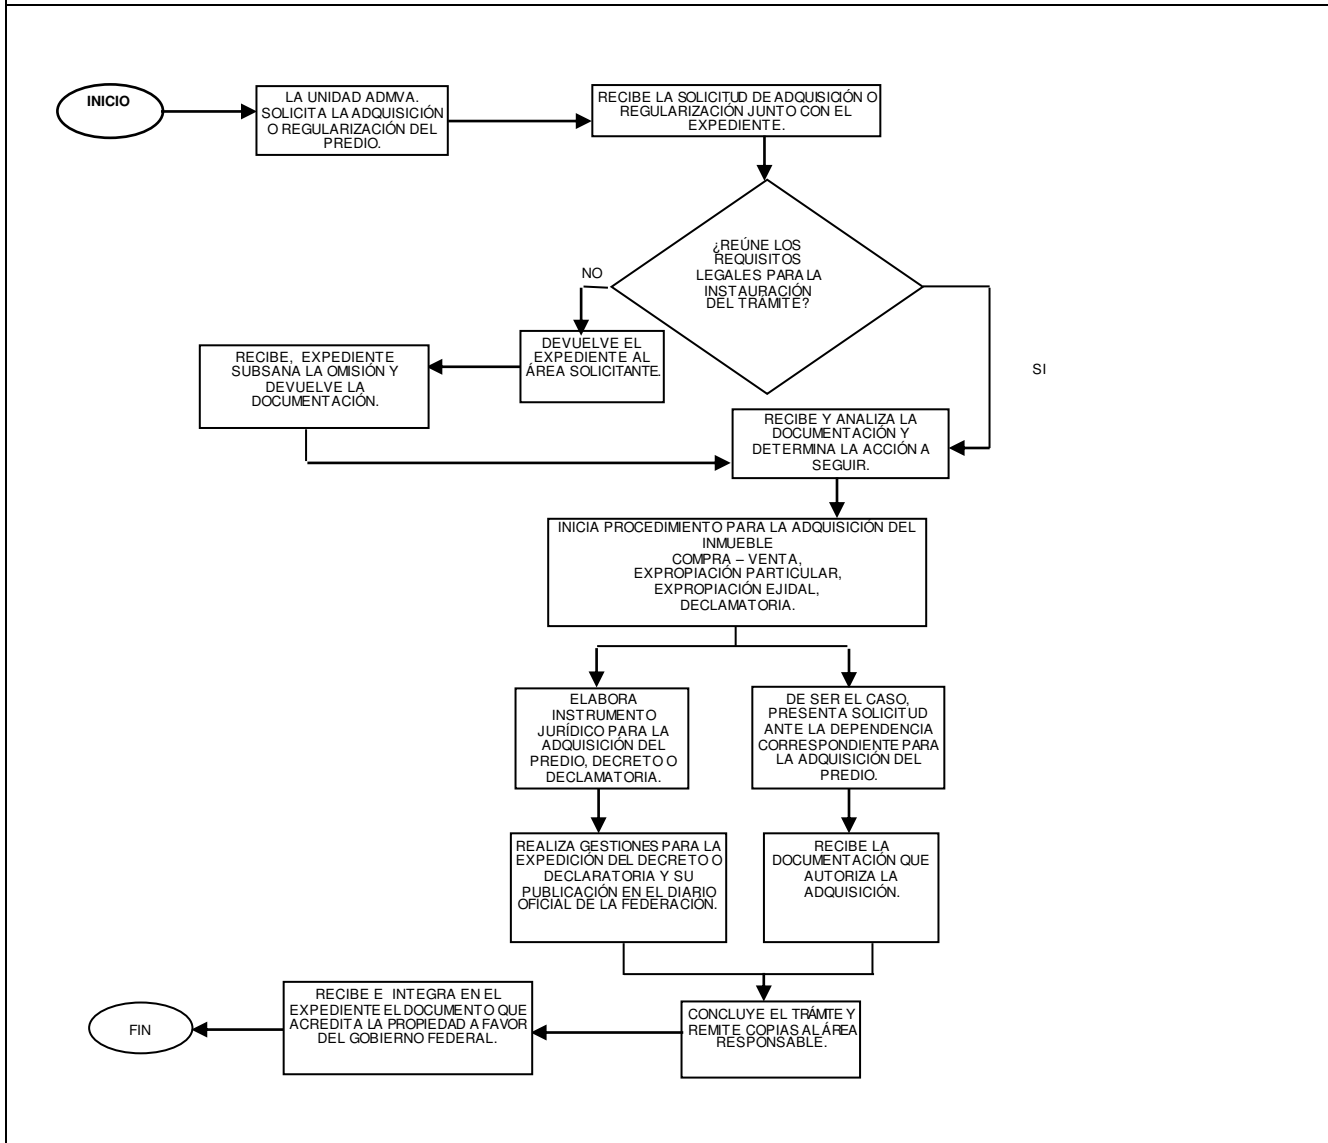 INICIO
LA UNIDAD ADMVA.
SOLICITA LA ADQUISICIÓN
O REGULARIZACIÓN DEL
PREDIO.
RECIBE LA SOLICITUD DE ADQUISICIÓN O
REGULARIZACIÓN JUNTO CON EL
EXPEDIENTE.
¿REÚNE LOS
REQUISITOS
LEGALES PARA LA
INSTAURACIÓN
DEL TRÁMITE?
NO
SI
DEVUELVE EL
EXPEDIENTE AL
ÁREA SOLICITANTE.
RECIBE, EXPEDIENTE
SUBSANA LA OMISIÓN Y
DEVUELVE LA
DOCUMENTACIÓN.
RECIBE Y ANALIZA LA
DOCUMENTACIÓN Y
DETERMINA LA ACCIÓN A
SEGUIR.
INICIA PROCEDIMIENTO PARA LA ADQUISICIÓN DEL
INMUEBLE
COMPRA – VENTA,
EXPROPIACIÓN PARTICULAR,
EXPROPIACIÓN EJIDAL,
DECLAMATORIA.
ELABORA
INSTRUMENTO
JURÍDICO PARA LA
ADQUISICIÓN DEL
PREDIO, DECRETO O
DECLAMATORIA.
DE SER EL CASO,
PRESENTA SOLICITUD
ANTE LA DEPENDENCIA
CORRESPONDIENTE PARA
LA ADQUISICIÓN DEL
PREDIO.
REALIZA GESTIONES PARA LA
EXPEDICIÓN DEL DECRETO O
DECLARATORIA Y SU
PUBLICACIÓN EN EL DIARIO
OFICIAL DE LA FEDERACIÓN.
RECIBE LA
DOCUMENTACIÓN QUE
AUTORIZA LA
ADQUISICIÓN.
CONCLUYE EL TRÁMTE Y
REMITE COPIAS AL ÁREA
RESPONSABLE.
RECIBE E INTEGRA EN EL
EXPEDIENTE EL DOCUMENTO QUE
ACREDITA LA PROPIEDAD A FAVOR
DEL GOBIERNO FEDERAL.
FIN